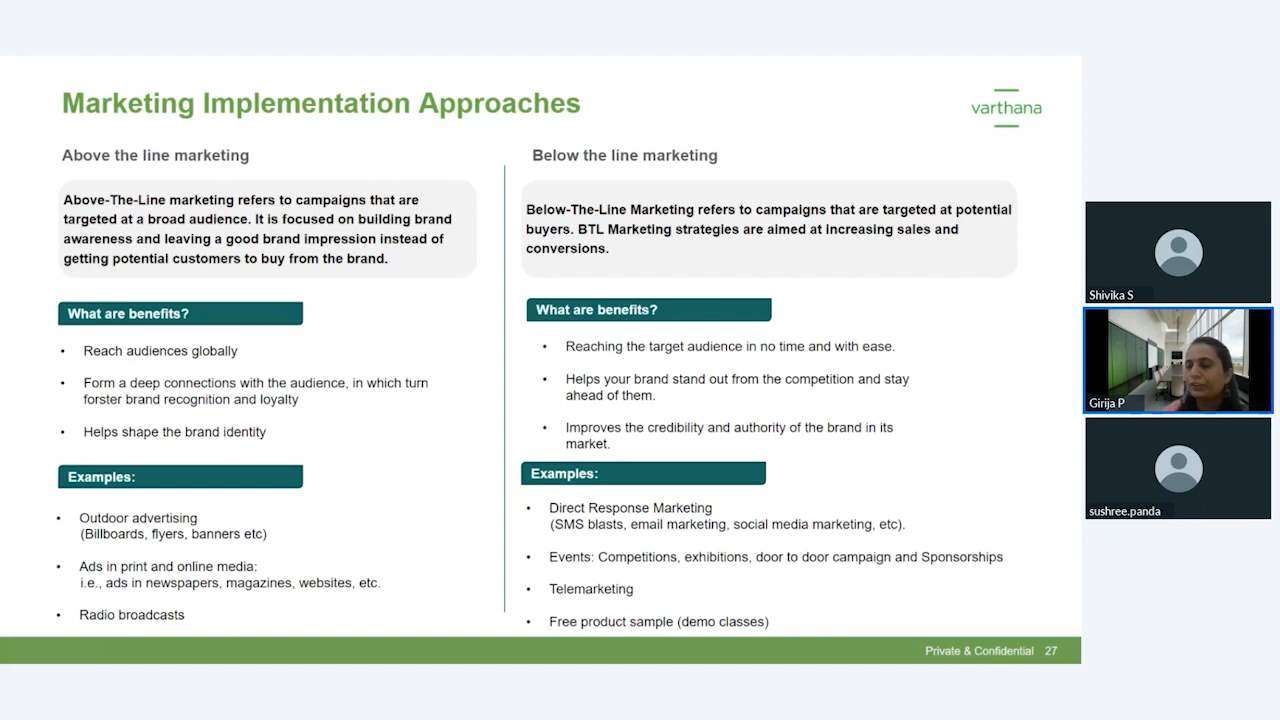 Marketing Implementation Approaches
varthana
Above the line marketing
Above-The-Line marketing refers to campaigns that are
targeted at a broad audience. It is focused on building brand
awareness and leaving a good brand impression instead of
getting potential customers to buy from the brand.
What are benefits?
• Reach audiences globally
• Form a deep connections with the audience, in which turn
forster brand recognition and loyalty
• Helps shape the brand identity
Examples:
• Outdoor advertising
(Billboards, flyers, banners etc)
• Ads in print and online media:
i.e., ads in newspapers, magazines, websites, etc.
• Radio broadcasts
Below the line marketing
Below-The-Line Marketing refers to campaigns that are targeted at potential
buyers. BTL Marketing strategies are aimed at increasing sales and
conversions.
What are benefits?
• Reaching the target audience in no time and with ease.
• Helps your brand stand out from the competition and stay
ahead of them.
• Improves the credibility and authority of the brand in its
market.
Examples:
• Direct Response Marketing
(SMS blasts, email marketing, social media marketing, etc).
• Events: Competitions, exhibitions, door to door campaign and Sponsorships
• Telemarketing
• Free product sample (demo classes)
Private & Confidential 27
Shivika S
Girija P
sushree.panda